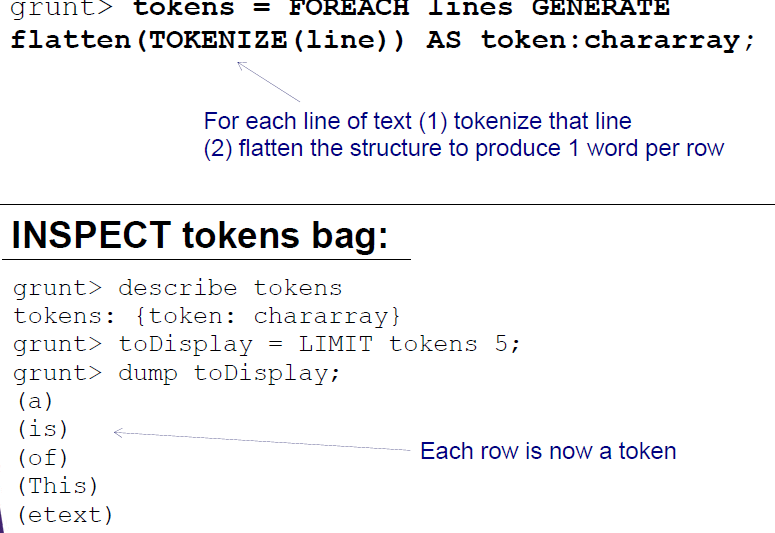 grunt> tokens = FOREACH lines GENERATE
flatten(TOKENIZE(line)) AS token:chararray;
For each line of text (1) tokenize that line
(2) flatten the structure to produce 1 word per row
INSPECT tokens bag:
grunt> describe tokens
tokens: {token: chararray}
grunt> toDisplay = LIMIT tokens 5;
grunt> dump toDisplay;
(a)
(is)
(of)
(This)
(etext)
Each row is now a token